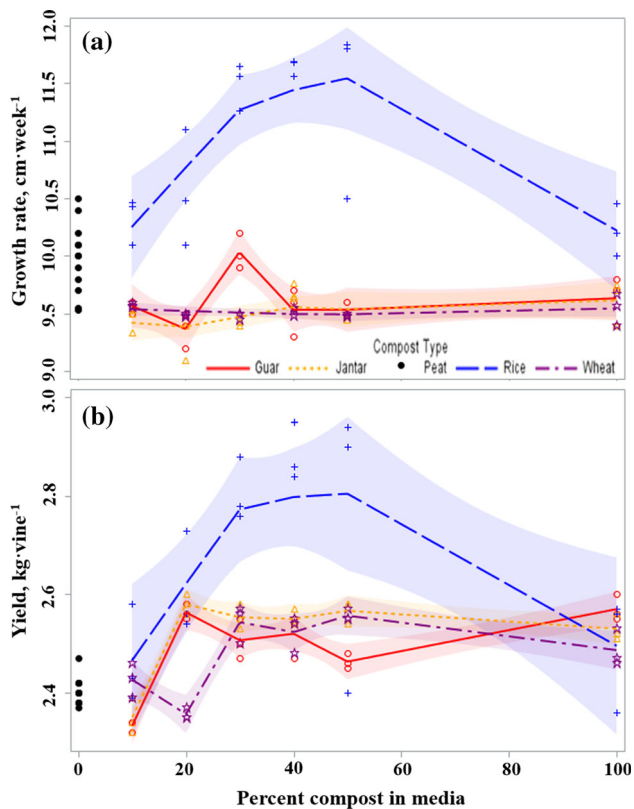 (a)
12.0
11.5
11.0
10.5
10.0
9.5
9.0
Growth rate, cm·week⁻¹
Compost Type
Guar Jantar Peat Rice Wheat
(b)
3.0
2.8
2.6
2.4
Yield, kg·vine⁻¹
0 20 40 60 80 100
Percent compost in media